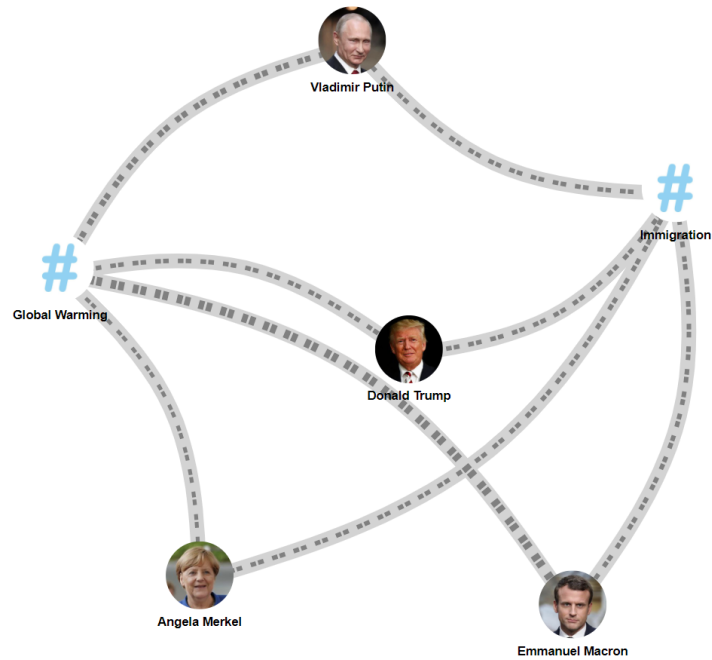 Vladimir Putin
#
Immigration
#
Global Warming
Donald Trump
Angela Merkel
Emmanuel Macron